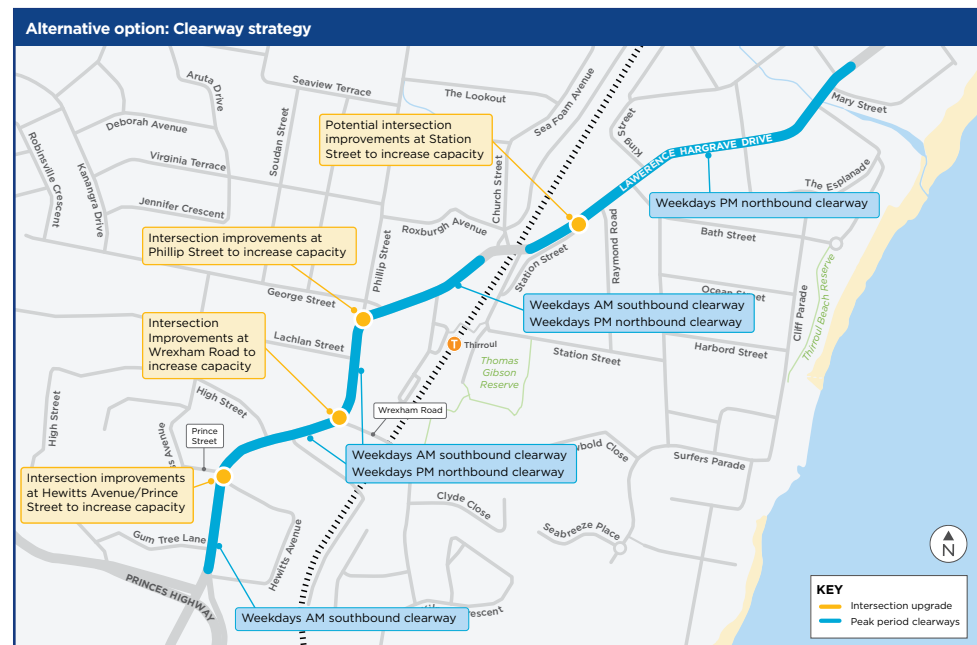 Alternative option: Clearway strategy
Aruta Drive
Seaview Terrace
The Lookout
Sea Foam Avenue
Mary Street
Deborah Avenue
Soudan Street
Potential intersection
improvements at Station
Street to increase capacity
King Street
LAWERENCE HARGRAVE DRIVE
Robinsville Crescent
Kanangra Drive
Virginia Terrace
Church Street
The Esplanade
Jennifer Crescent
Weekdays PM northbound clearway
Roxburgh Avenue
Phillip Street
Raymond Road
Bath Street
Intersection improvements at
Phillip Street to increase capacity
Station Street
George Street
Ocean Street
Cliff Parade
Thirroul Beach Reserve
Weekdays AM southbound clearway
Weekdays PM northbound clearway
Intersection
Improvements at
Wrexham Road to
increase capacity
Lachlan Street
T
Thirroul
Station Street
Harbord Street
Thomas
Gibson
Reserve
High Street
High Street
Wrexham Road
Prince
Street
Avenue
Weekdays AM southbound clearway
Weekdays PM northbound clearway
Close
Surfers Parade
Intersection improvements
at Hewitts Avenue/Prince
Street to increase capacity
Clyde Close
Seabreeze Place
Gum Tree Lane
Hewitts Avenue
PRINCES HIGHWAY
N
Weekdays AM southbound clearway
KEY
Intersection upgrade
Peak period clearways